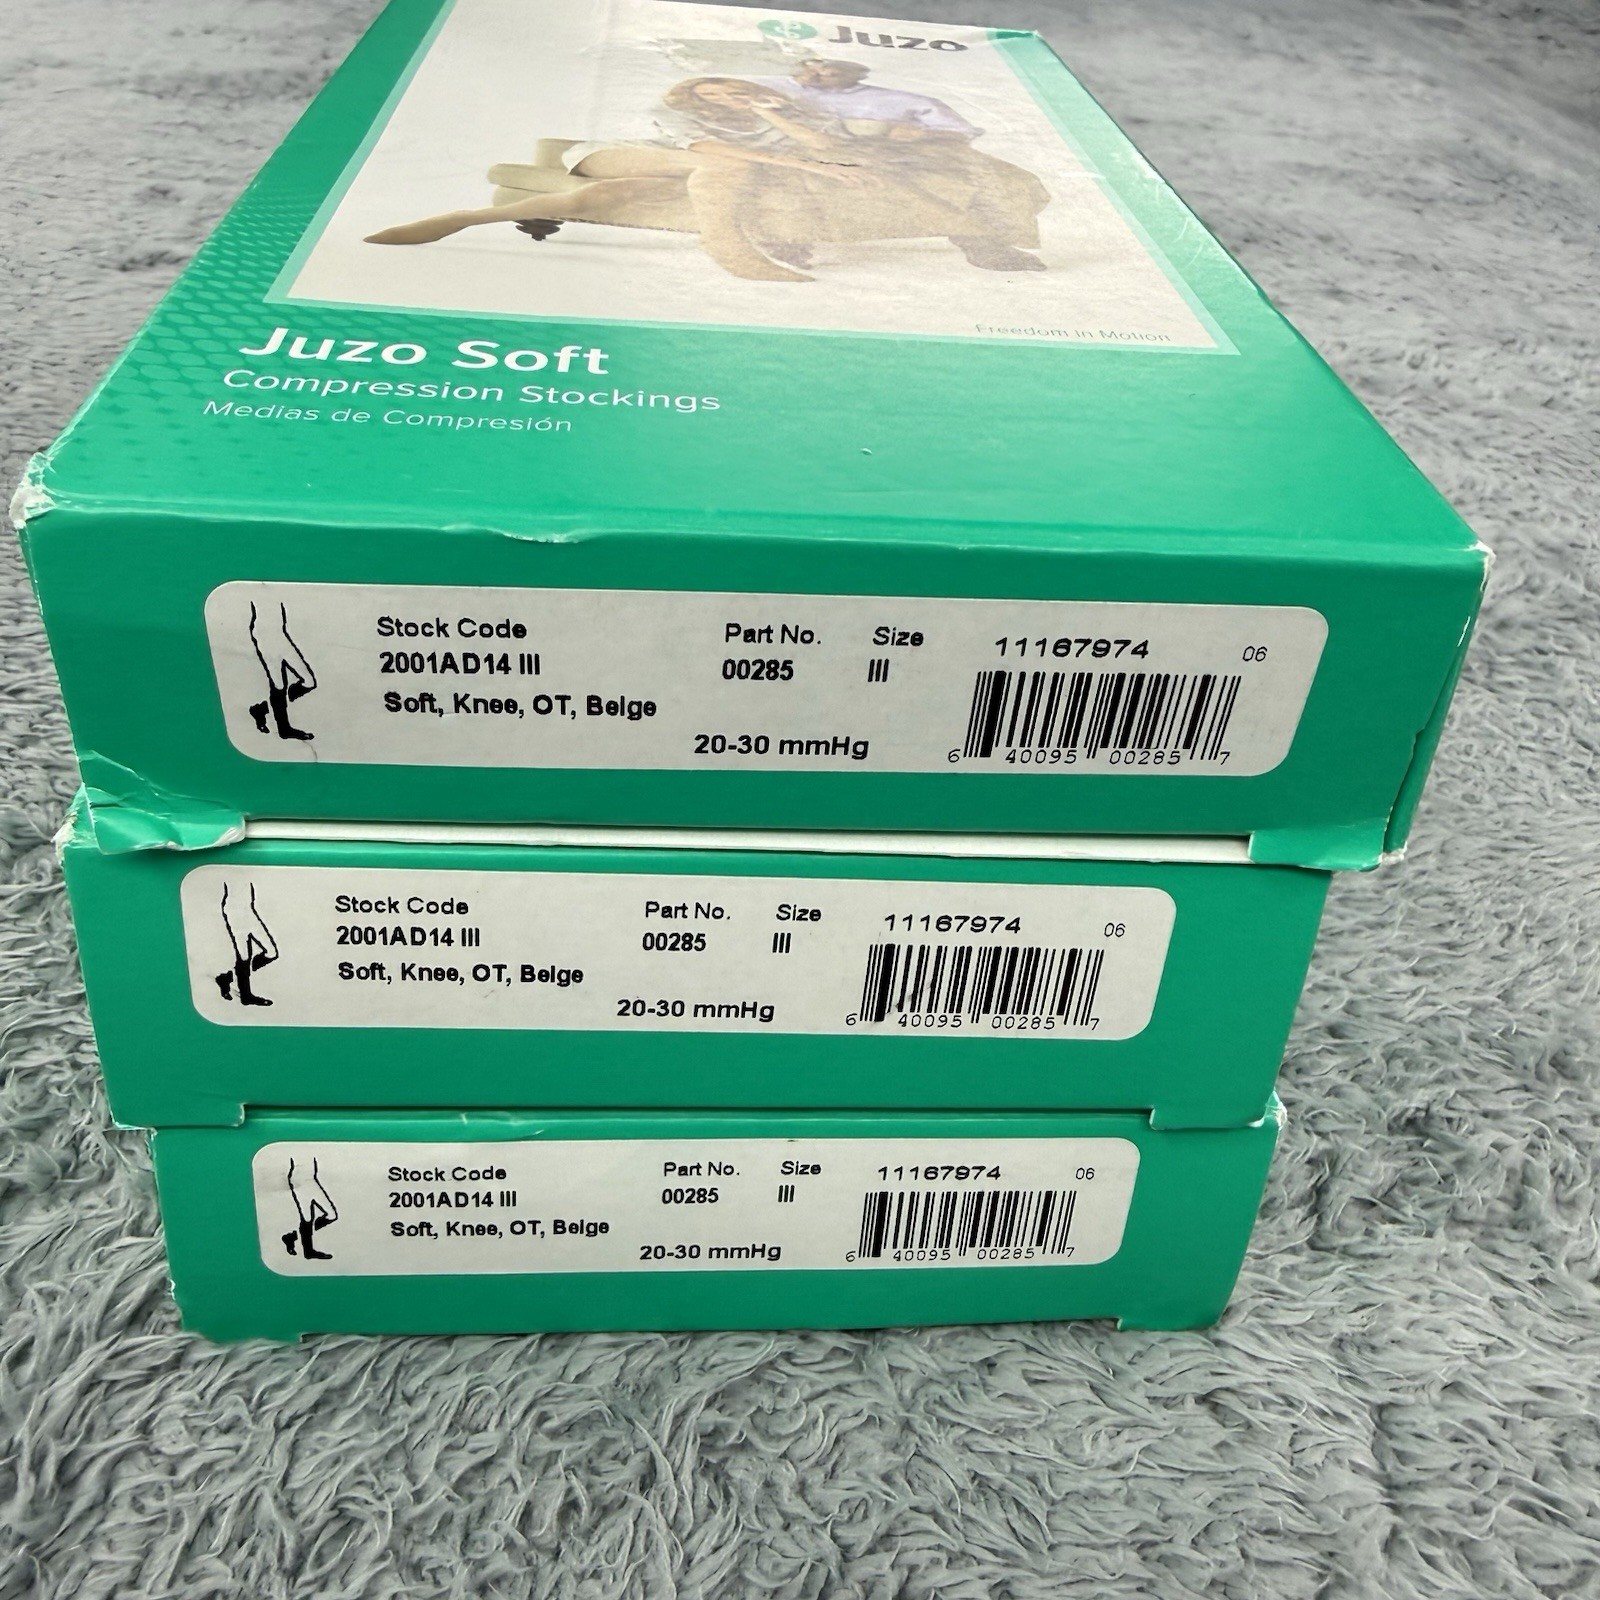 Juzo
Freedom in Motion
Juzo Soft
Compression Stockings
Medias de Compresión
Stock Code Part No. Size 11167974 06
2001AD14 III 00285 III
Soft, Knee, OT, Beige
20-30 mmHg 6 40095 00285 7
Stock Code Part No. Size 11167974 06
2001AD14 III 00285 III
Soft, Knee, OT, Beige
20-30 mmHg 6 40095 00285 7
Stock Code Part No. Size 11167974 06
2001AD14 III 00285 III
Soft, Knee, OT, Beige
20-30 mmHg 6 40095 00285 7